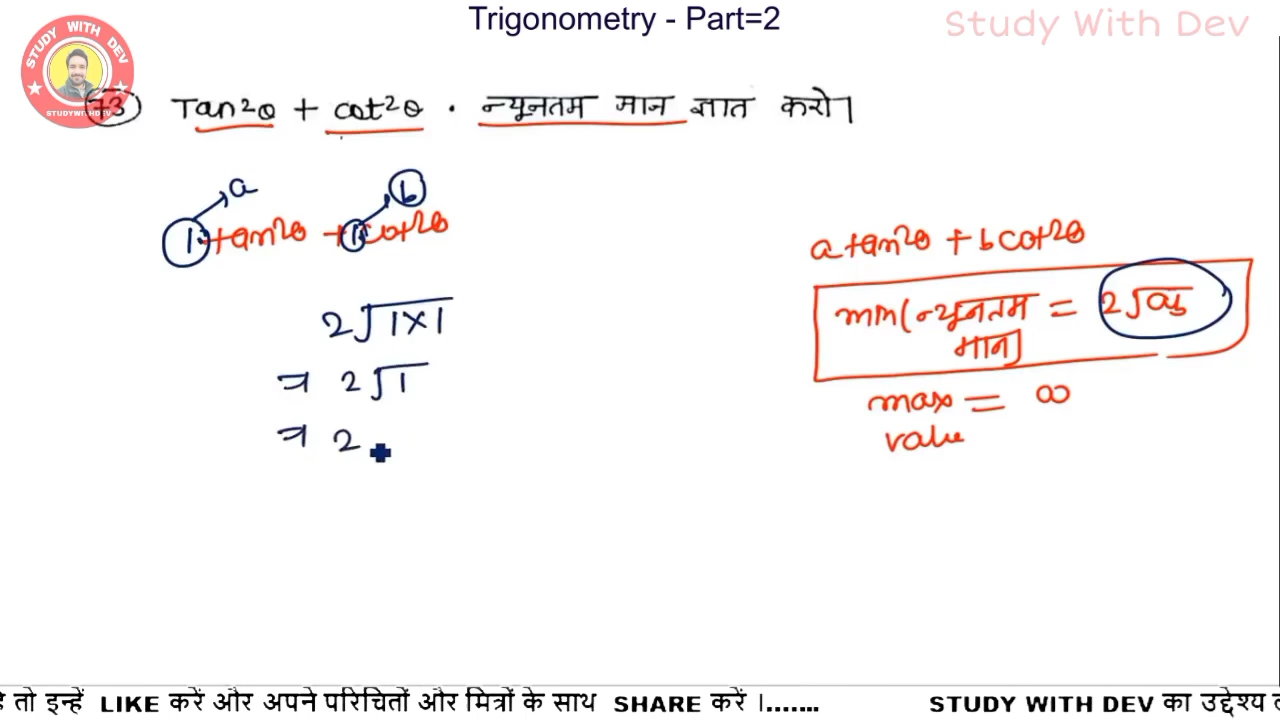 Trigonometry - Part=2
Study With Dev
STUDY WITH DEV
STUDYWITHDEV
73) Tan²θ + cot²θ . न्यूनतम मान ज्ञात करो।
a b
1 tan²θ + 1 cot²θ
a tan²θ + b cot²θ
min (न्यूनतम मान) = 2√ab
max value = ∞
2√1×1
⇒ 2√1
⇒ 2
है तो इन्हें LIKE करें और अपने परिचितों और मित्रों के साथ SHARE करें ।....... STUDY WITH DEV का उद्देश्य